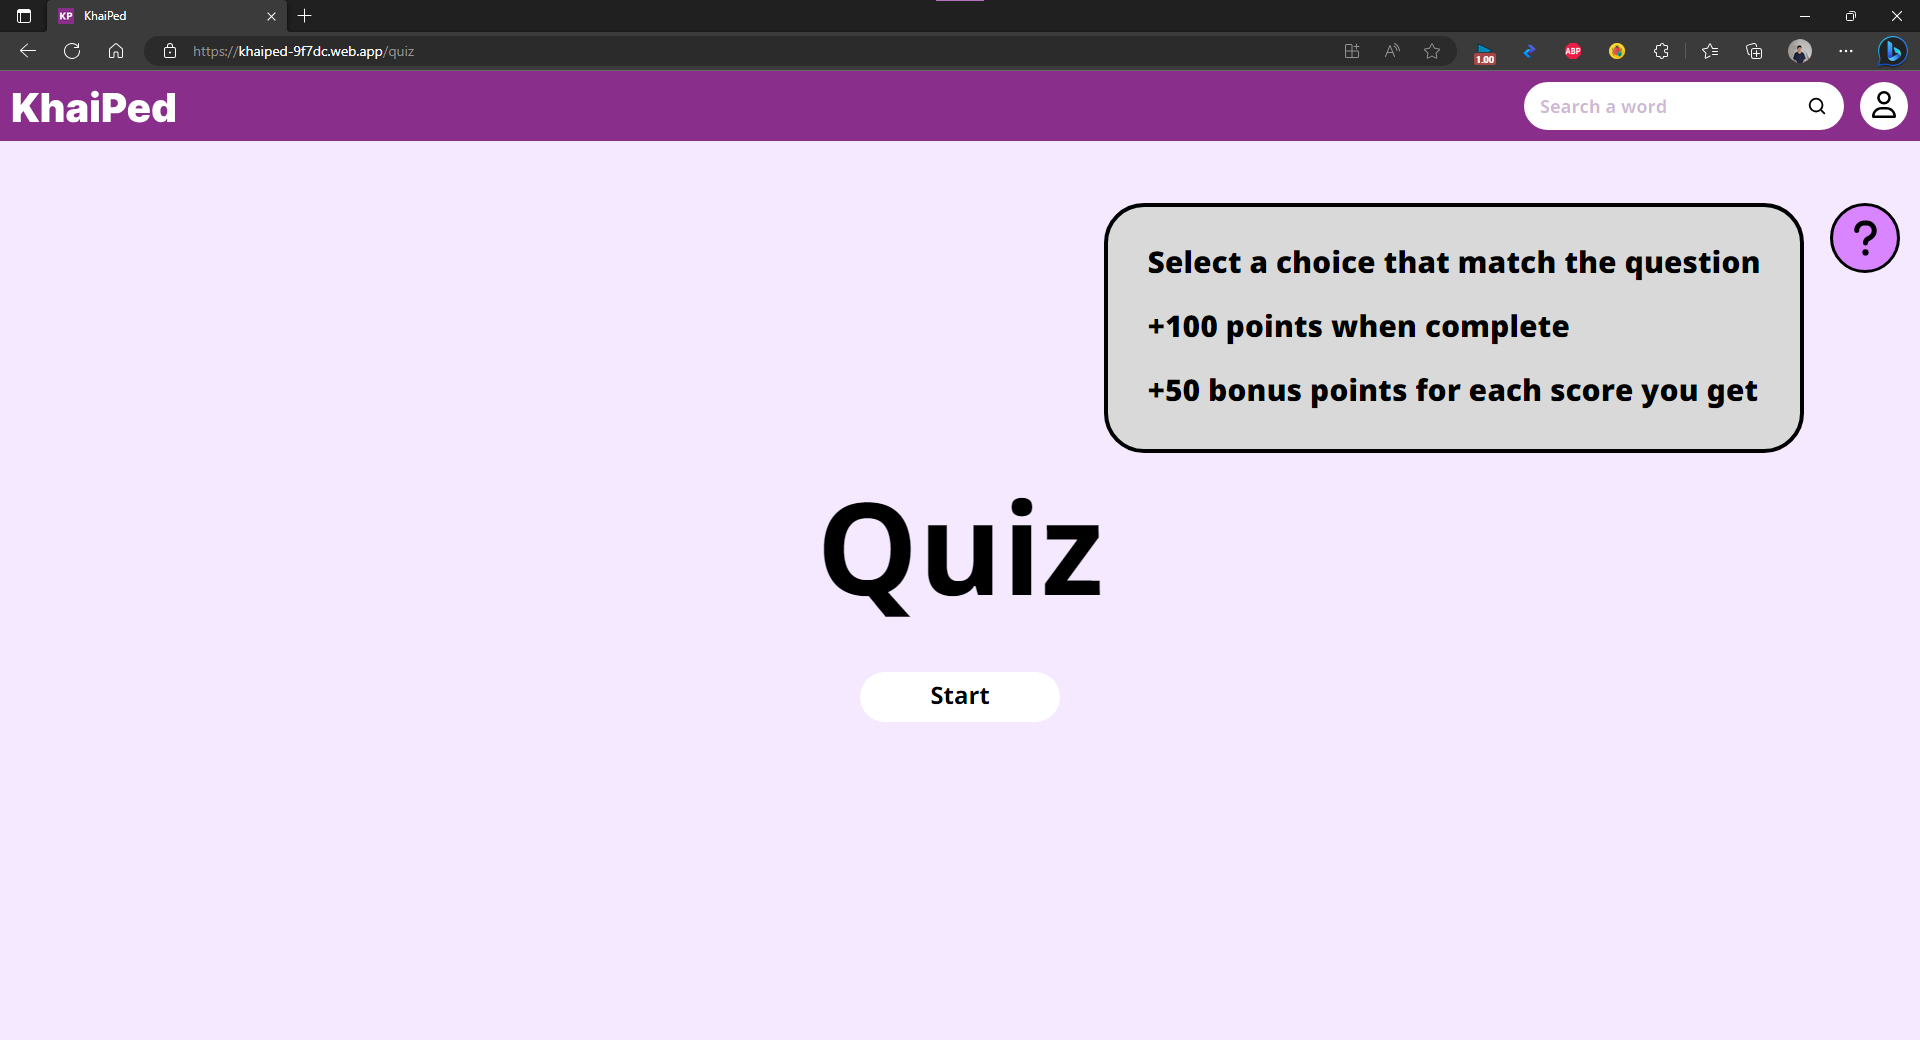 KP KhaiPed
https://khaiped-9f7dc.web.app/quiz
1.00
ABP
KhaiPed
Search a word
Select a choice that match the question
?
+100 points when complete
+50 bonus points for each score you get
Quiz
Start